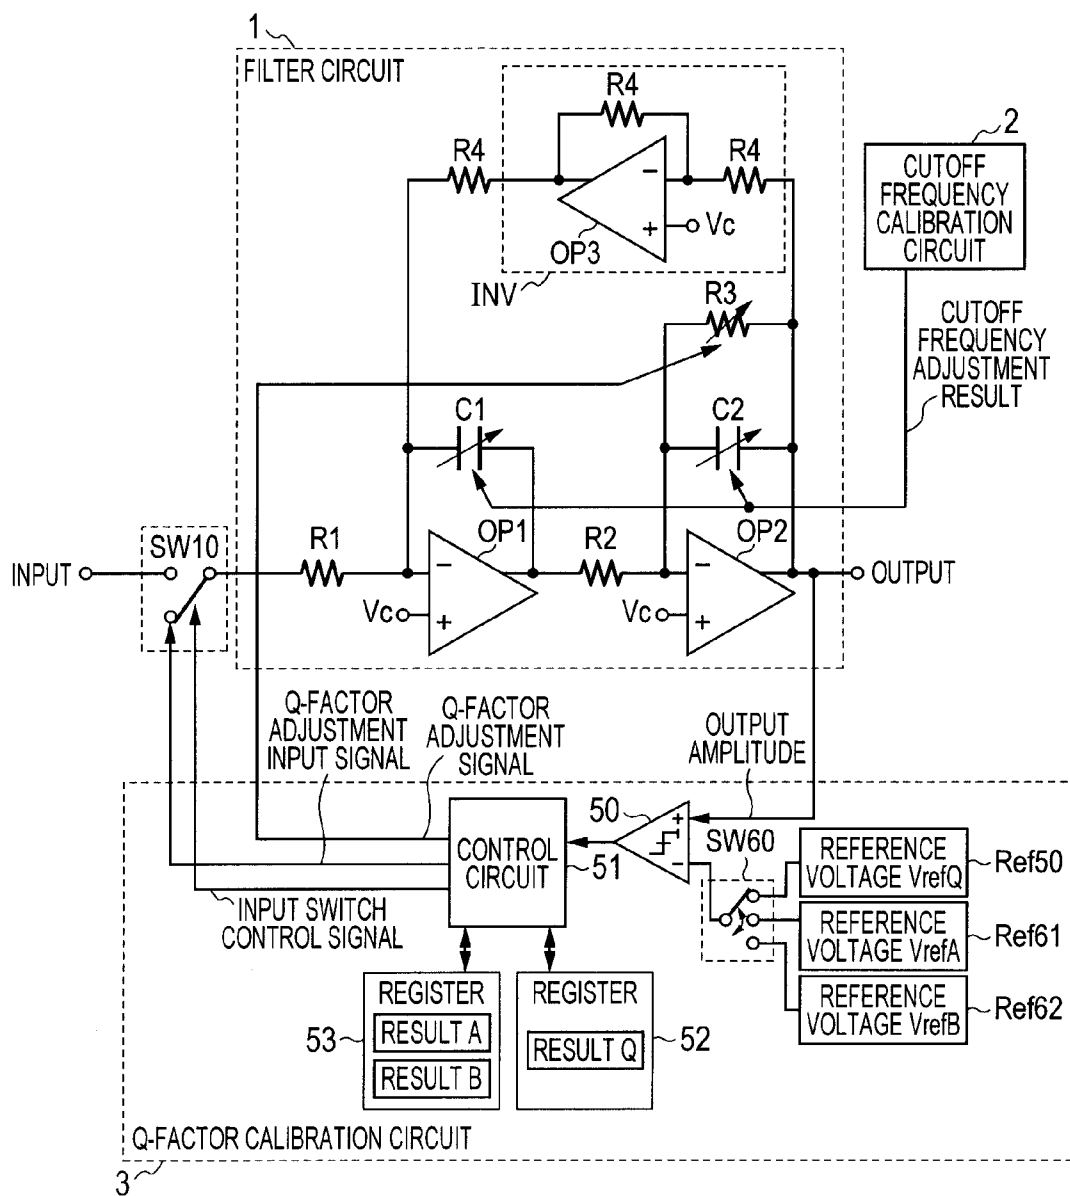 1
FILTER CIRCUIT
R4
R4
R4
−
+
Vc
OP3
INV
2
CUTOFF
FREQUENCY
CALIBRATION
CIRCUIT
R3
CUTOFF
FREQUENCY
ADJUSTMENT
RESULT
C1
C2
SW10
INPUT
R1
OP1
−
Vc
+
R2
OP2
−
Vc
+
OUTPUT
Q-FACTOR
ADJUSTMENT
INPUT SIGNAL
Q-FACTOR
ADJUSTMENT
SIGNAL
OUTPUT
AMPLITUDE
CONTROL
CIRCUIT
51
50
+
−
SW60
REFERENCE
VOLTAGE VrefQ
Ref50
REFERENCE
VOLTAGE VrefA
Ref61
REFERENCE
VOLTAGE VrefB
Ref62
INPUT SWITCH
CONTROL SIGNAL
REGISTER
RESULT A
RESULT B
53
REGISTER
RESULT Q
52
Q-FACTOR CALIBRATION CIRCUIT
3